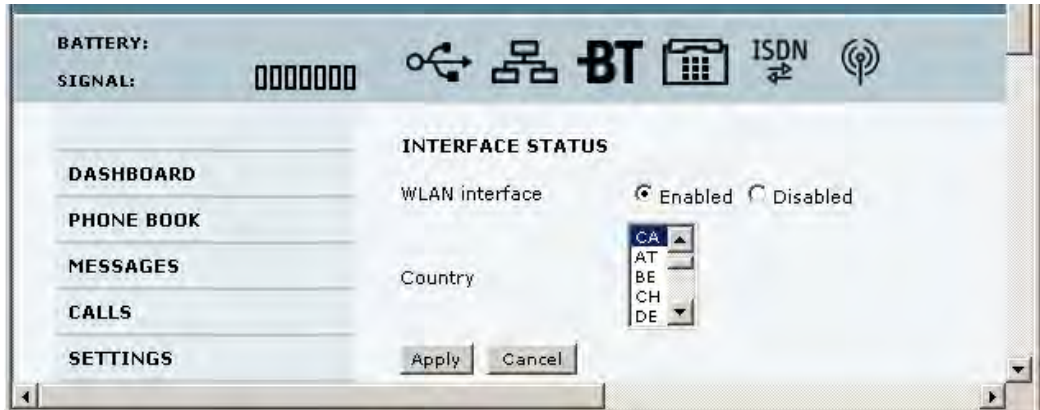 BATTERY:
SIGNAL:
BT
ISDN
DASHBOARD
PHONE BOOK
MESSAGES
CALLS
SETTINGS
INTERFACE STATUS
WLAN interface Enabled Disabled
Country
CA
AT
BE
CH
DE
Apply Cancel